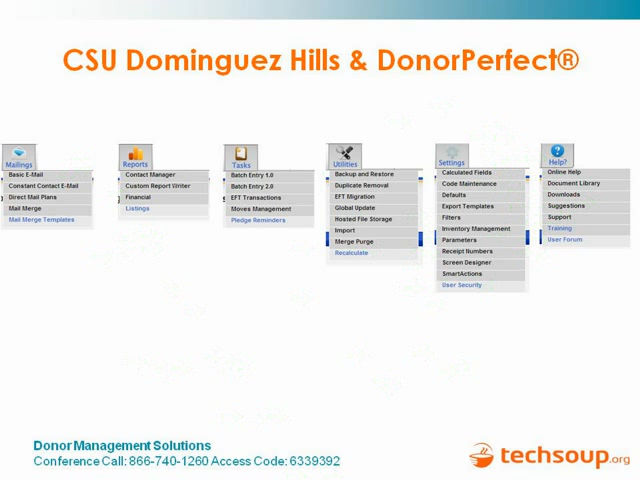 CSU Dominguez Hills & DonorPerfect®
Mailings
Basic E-Mail
Constant Contact E-Mail
Direct Mail Plans
Mail Merge
Mail Merge Templates
Reports
Contact Manager
Custom Report Writer
Financial
Listings
Tasks
Batch Entry 1.0
Batch Entry 2.0
EFT Transactions
Moves Management
Pledge Reminders
Utilities
Backup and Restore
Duplicate Removal
EFT Migration
Global Update
Hosted File Storage
Import
Merge Purge
Recalculate
Settings
Calculated Fields
Code Maintenance
Defaults
Export Templates
Filters
Inventory Management
Parameters
Receipt Numbers
Screen Designer
SmartActions
User Security
Help?
Online Help
Document Library
Downloads
Suggestions
Support
Training
User Forum
Donor Management Solutions
Conference Call: 866-740-1260 Access Code: 6339392
techsoup.org